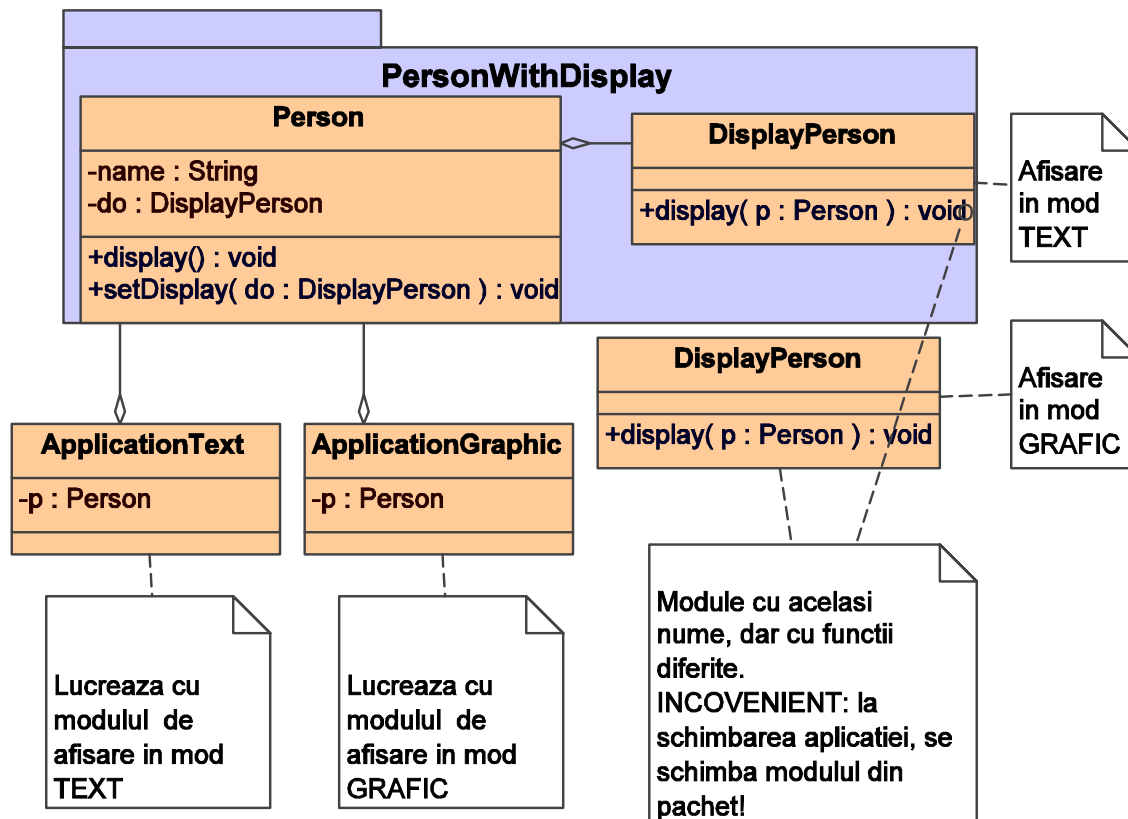 PersonWithDisplay
Person
-name : String
-do : DisplayPerson
+display() : void
+setDisplay( do : DisplayPerson ) : void
DisplayPerson
+display( p : Person ) : void
Afisare
in mod
TEXT
DisplayPerson
+display( p : Person ) : void
Afisare
in mod
GRAFIC
ApplicationText
-p : Person
ApplicationGraphic
-p : Person
Lucreaza cu
modulul de
afisare in mod
TEXT
Lucreaza cu
modulul de
afisare in mod
GRAFIC
Module cu acelasi
nume, dar cu functii
diferite.
INCOVENIENT: la
schimbarea aplicatiei, se
schimba modulul din
pachet!